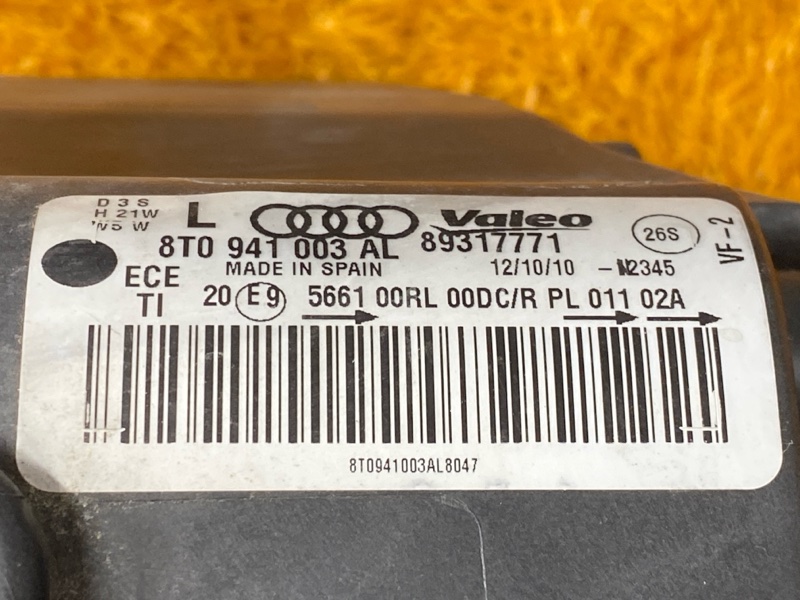 D3S
H 21W
W5W
L Valeo
8T0 941 003 AL 89317771
26S
VF-2
MADE IN SPAIN 12/10/10 -N2345
ECE
TI 20 E9 5661 00RL 00DC/R PL 011 02A
8T0941003AL8047